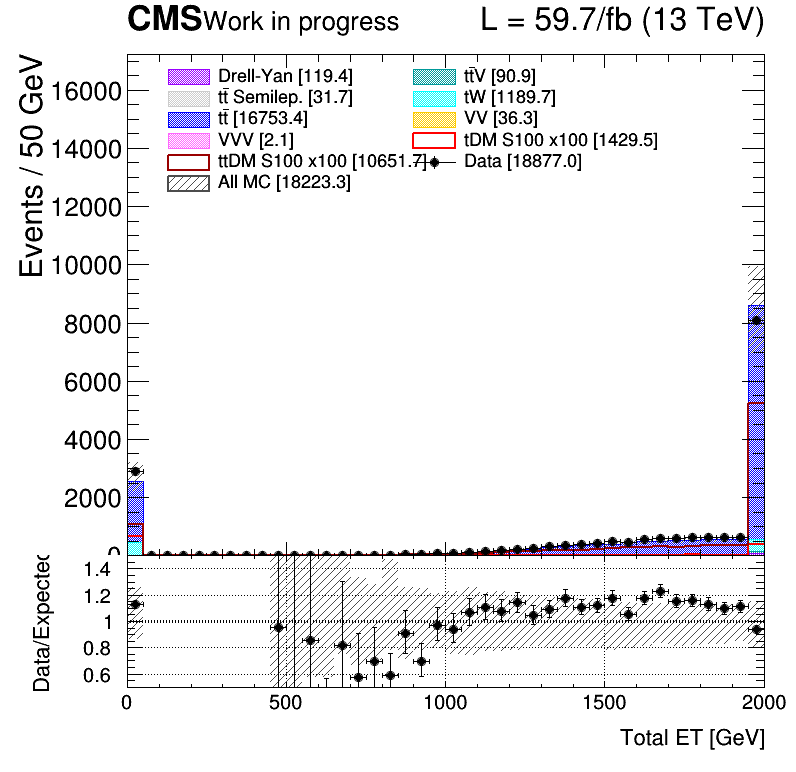 CMS Work in progress L = 59.7/fb (13 TeV)
Events / 50 GeV
16000
14000
12000
10000
8000
6000
4000
2000
0
Drell-Yan [119.4]
tt̄V [90.9]
tt̄ Semilep. [31.7]
tW [1189.7]
tt̄ [16753.4]
VV [36.3]
VVV [2.1]
tDM S100 x100 [1429.5]
ttDM S100 x100 [10651.7]
Data [18877.0]
All MC [18223.3]
Data/Expected
1.4
1.2
1
0.8
0.6
0 500 1000 1500 2000
Total ET [GeV]